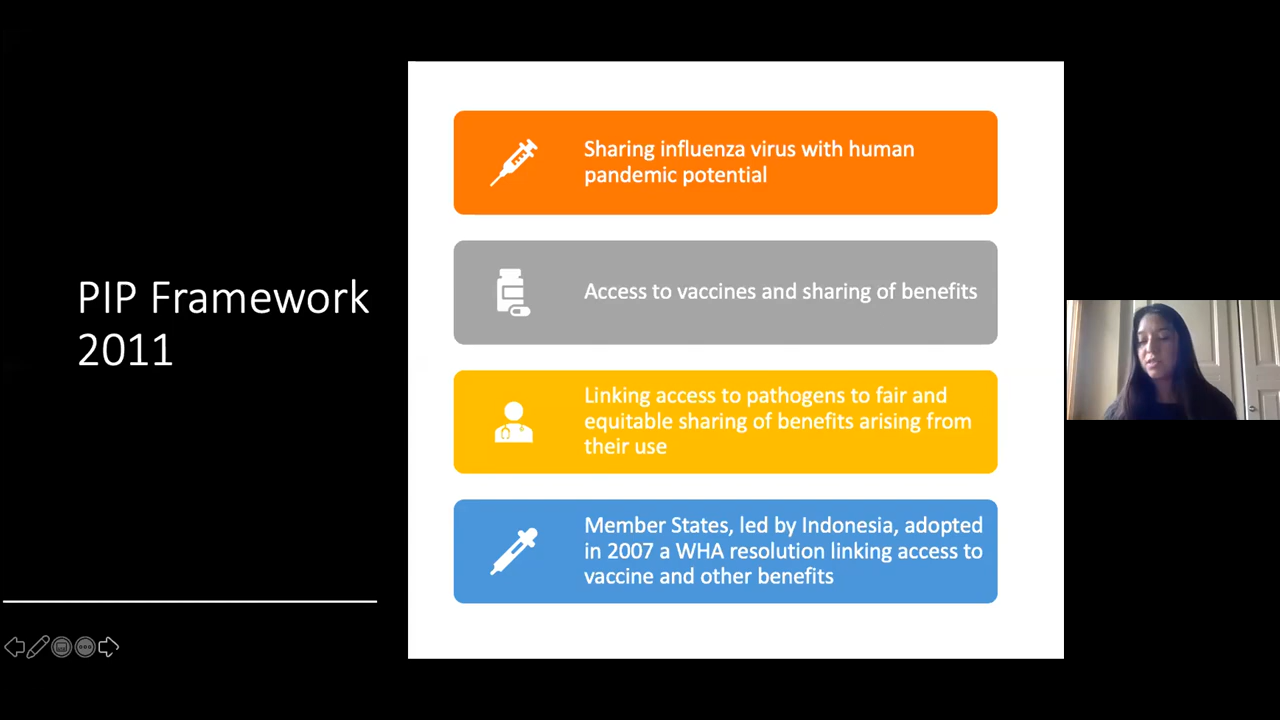 PIP Framework
2011
Sharing influenza virus with human
pandemic potential
Access to vaccines and sharing of benefits
Linking access to pathogens to fair and
equitable sharing of benefits arising from
their use
Member States, led by Indonesia, adopted
in 2007 a WHA resolution linking access to
vaccine and other benefits